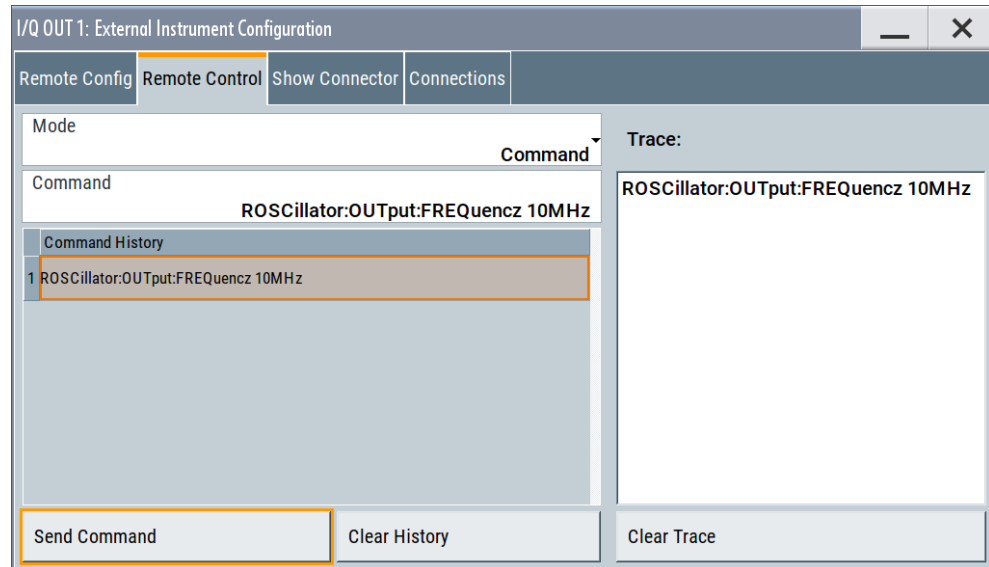 I/Q OUT 1: External Instrument Configuration
Remote Config Remote Control Show Connector Connections
Mode
Command
Command
ROSCillator:OUTput:FREQuencz 10MHz
Command History
1 ROSCillator:OUTput:FREQuencz 10MHz
Send Command
Clear History
Trace:
ROSCillator:OUTput:FREQuencz 10MHz
Clear Trace